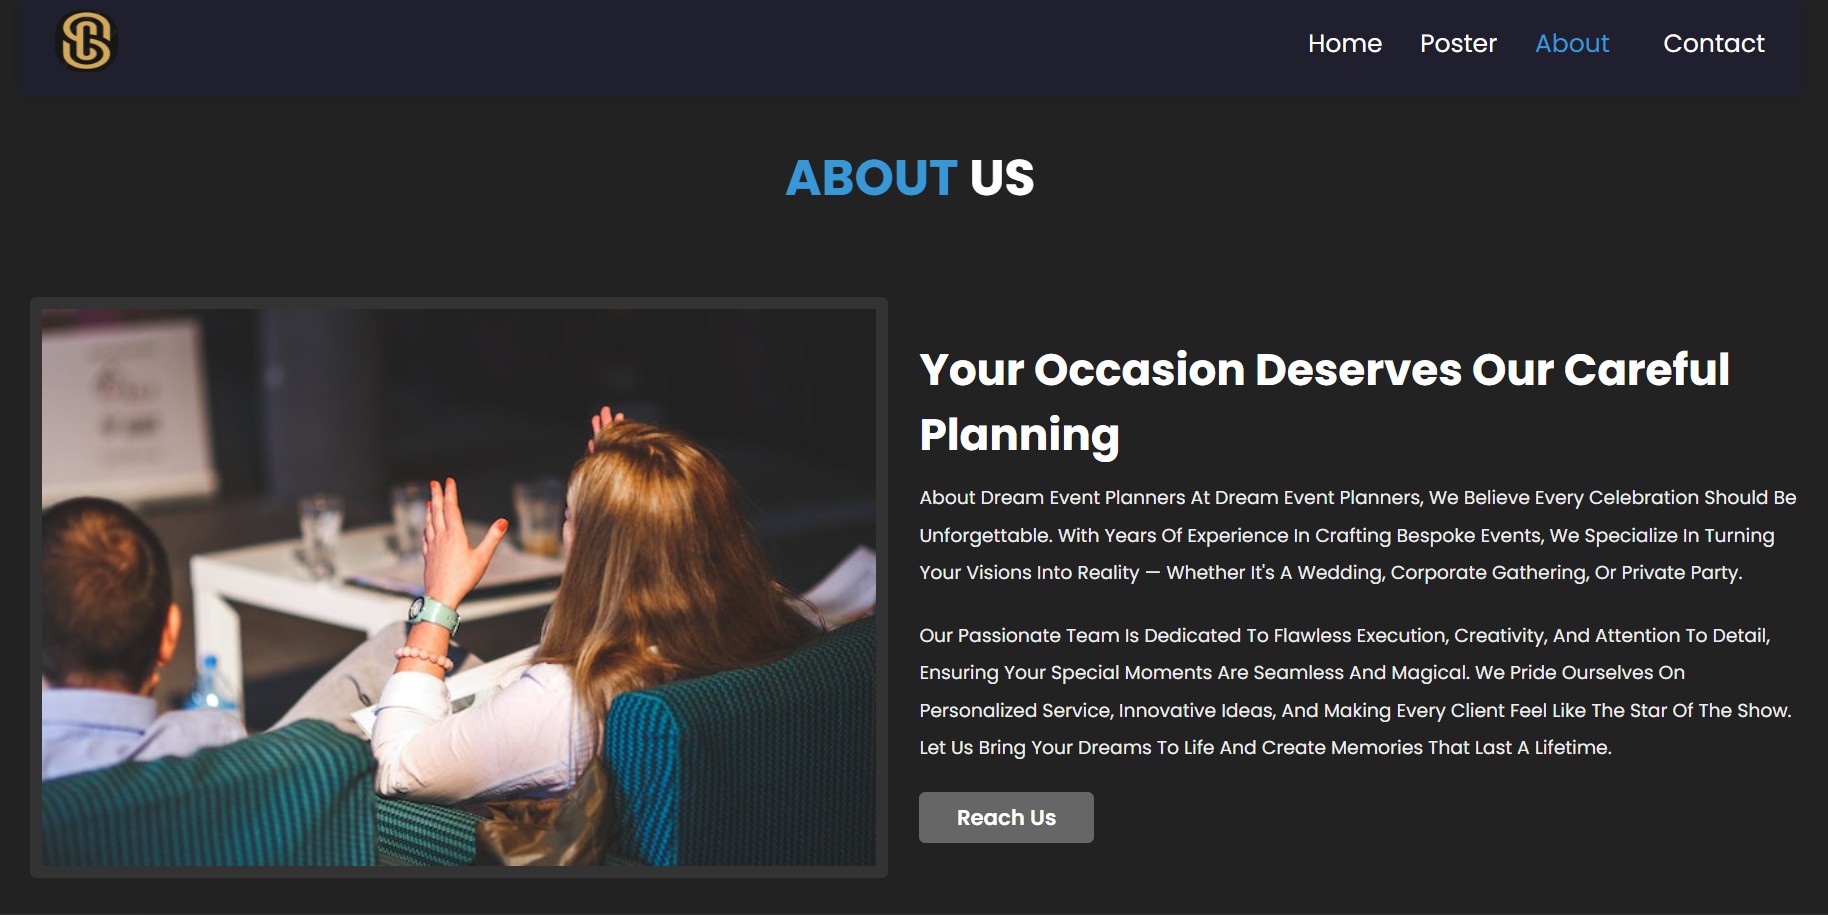 Home Poster About Contact
ABOUT US
Your Occasion Deserves Our Careful
Planning
About Dream Event Planners At Dream Event Planners, We Believe Every Celebration Should Be
Unforgettable. With Years Of Experience In Crafting Bespoke Events, We Specialize In Turning
Your Visions Into Reality — Whether It's A Wedding, Corporate Gathering, Or Private Party.
Our Passionate Team Is Dedicated To Flawless Execution, Creativity, And Attention To Detail,
Ensuring Your Special Moments Are Seamless And Magical. We Pride Ourselves On
Personalized Service, Innovative Ideas, And Making Every Client Feel Like The Star Of The Show.
Let Us Bring Your Dreams To Life And Create Memories That Last A Lifetime.
Reach Us